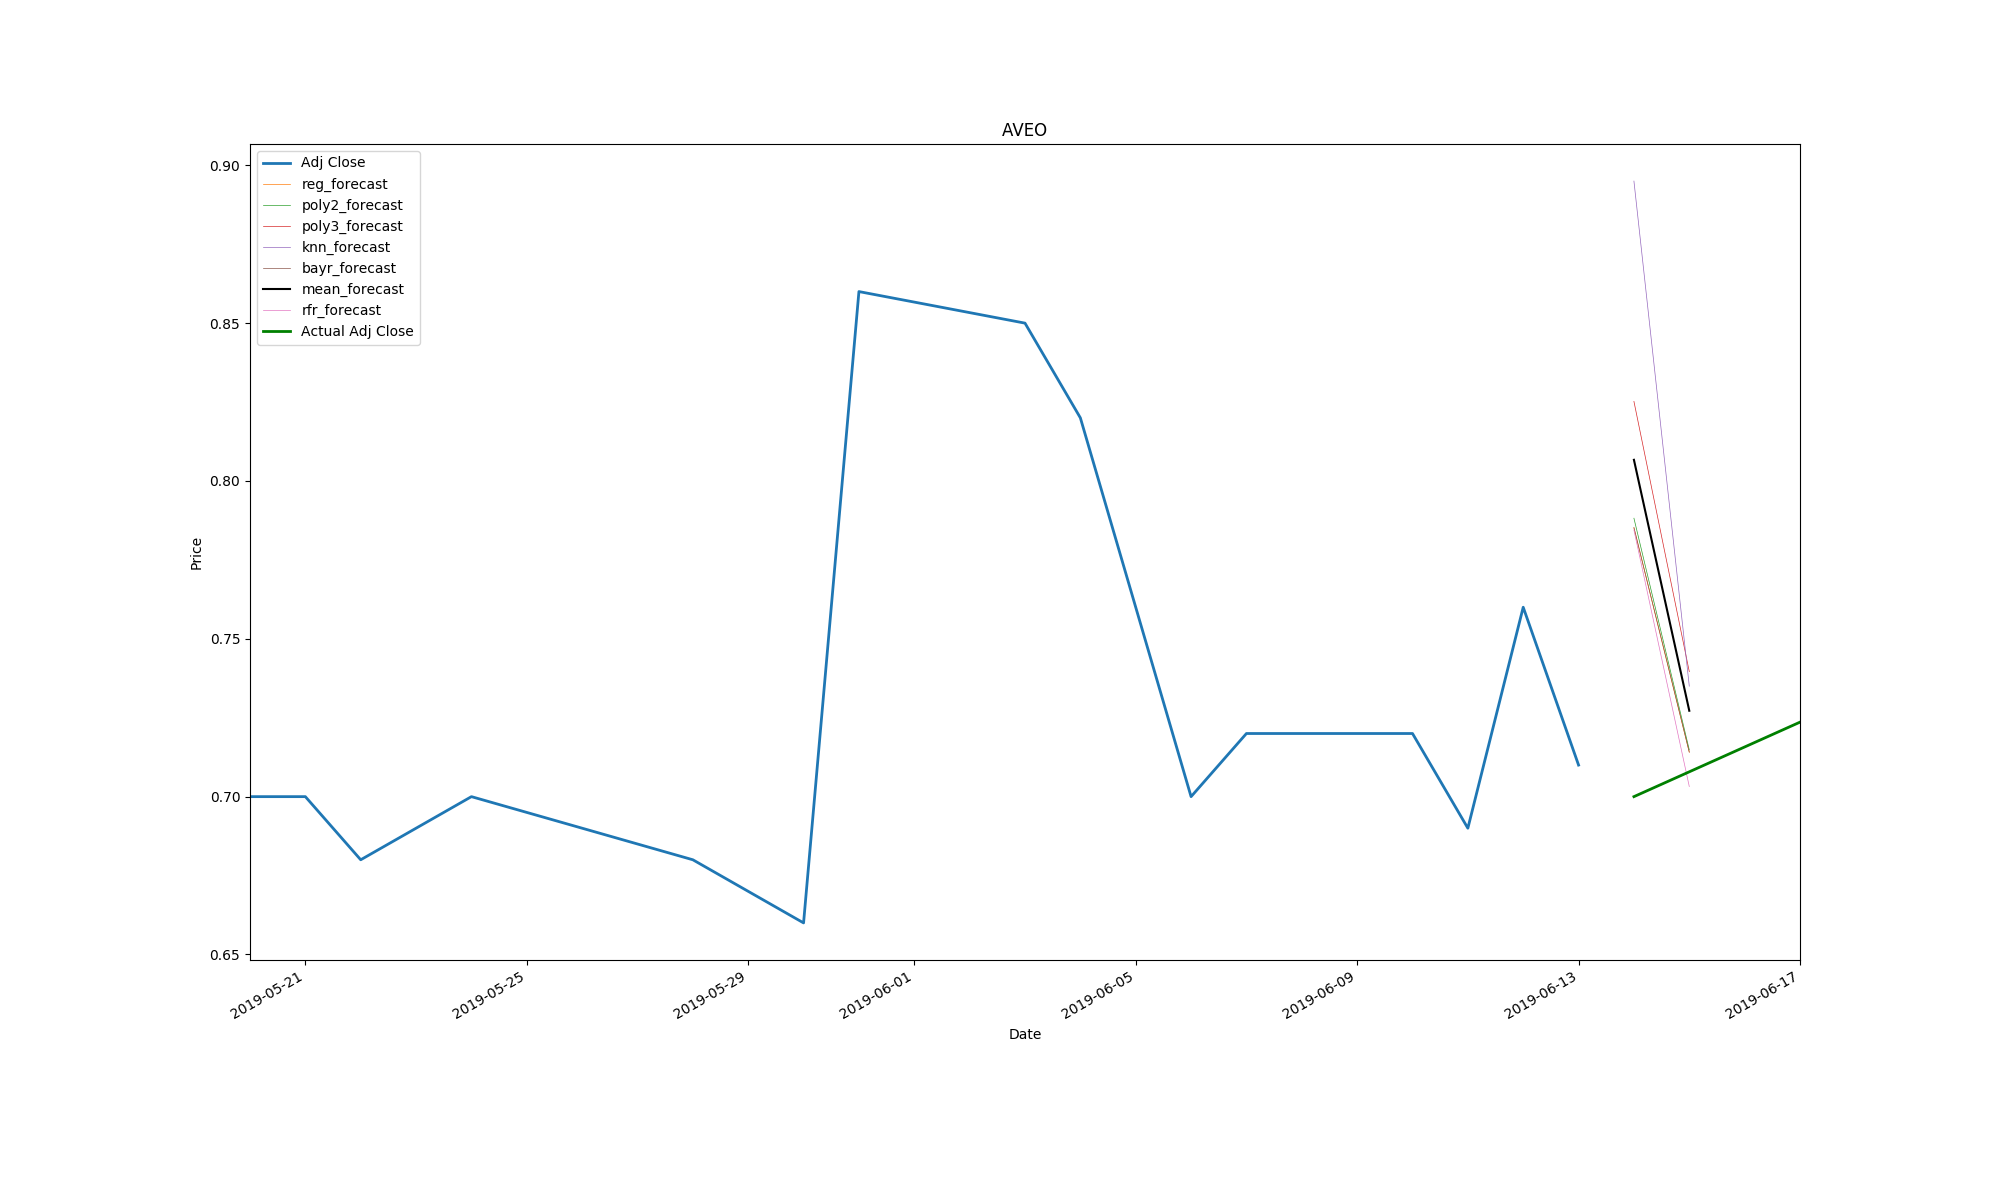 AVEO
Adj Close
reg_forecast
poly2_forecast
poly3_forecast
knn_forecast
bayr_forecast
mean_forecast
rfr_forecast
Actual Adj Close
0.90
0.85
0.80
0.75
0.70
0.65
Price
2019-05-21
2019-05-25
2019-05-29
2019-06-01
2019-06-05
2019-06-09
2019-06-13
2019-06-17
Date